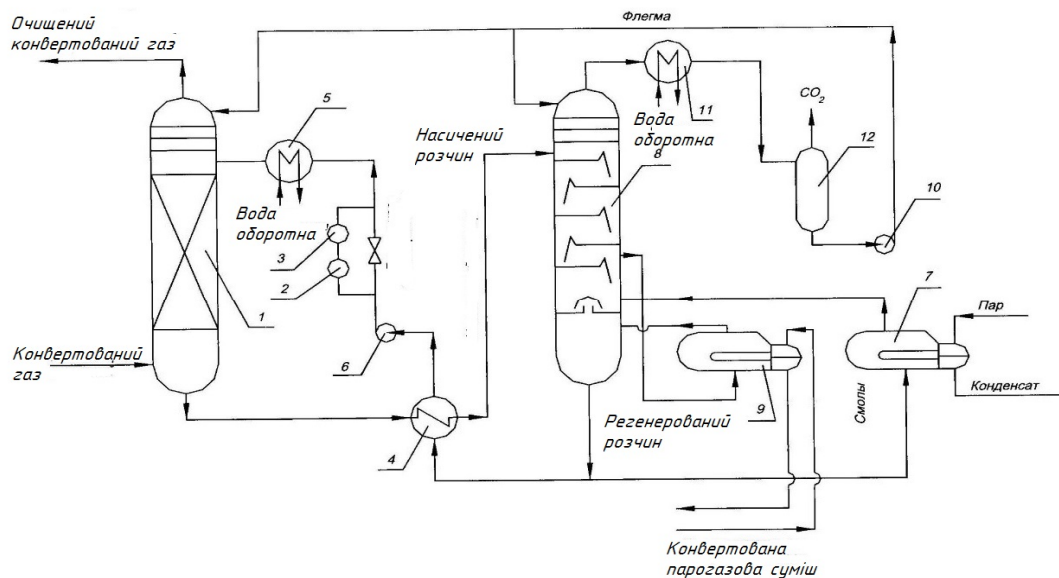 Очищений
конвертований газ
Флегма
5
11
CO2
Насичений
розчин
Вода
оборотна
8
12
Вода
оборотна
10
3
2
7
1
Пар
Конвертований
газ
6
9
Смолы
Конденсат
Регенерований
розчин
4
Конвертована
парогазова суміш